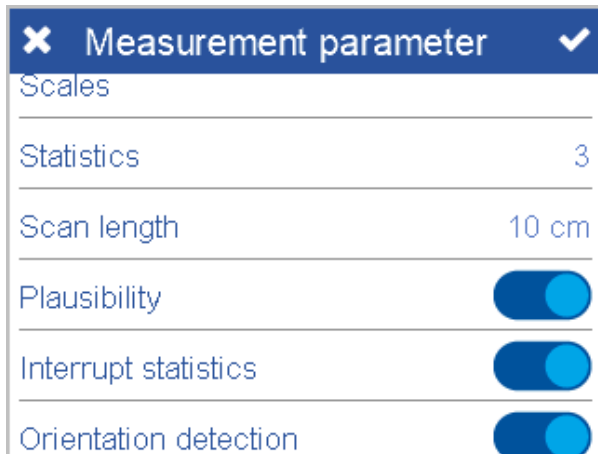 Measurement parameter
Scales
Statistics 3
Scan length 10 cm
Plausibility
Interrupt statistics
Orientation detection